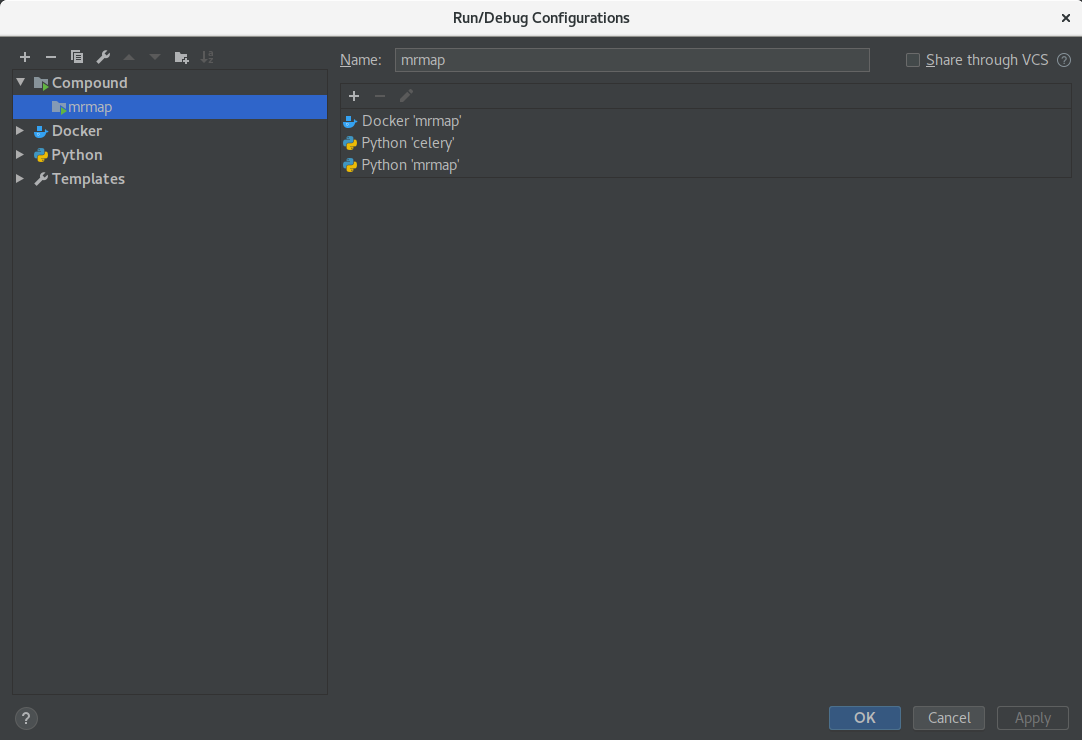 Run/Debug Configurations
Name: mrmap Share through VCS ?
Compound
mrmap
Docker
Python
Templates
Docker 'mrmap'
Python 'celery'
Python 'mrmap'
? OK Cancel Apply